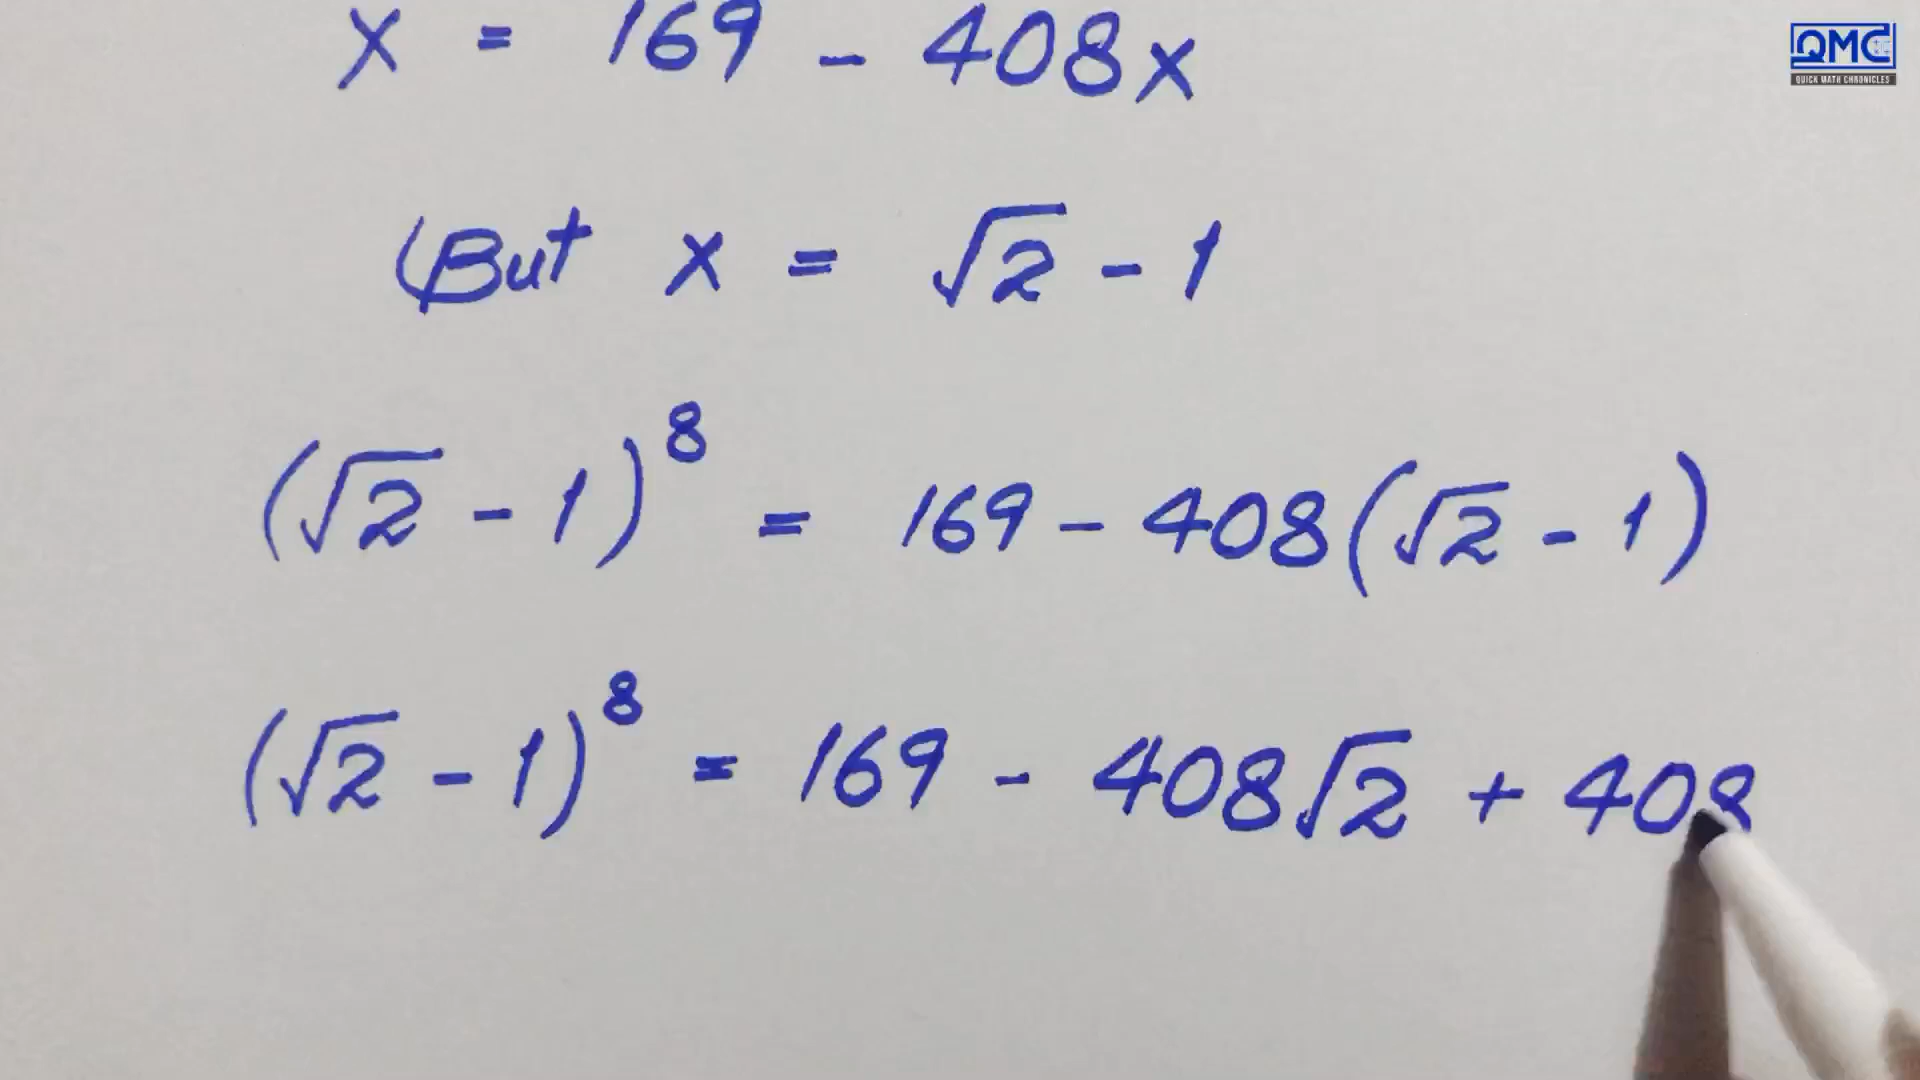 x = 169 - 408x
QMC
QUICK MATH CHRONICLES
But x = √2 - 1
(√2 - 1)⁸ = 169 - 408(√2 - 1)
(√2 - 1)⁸ = 169 - 408√2 + 408